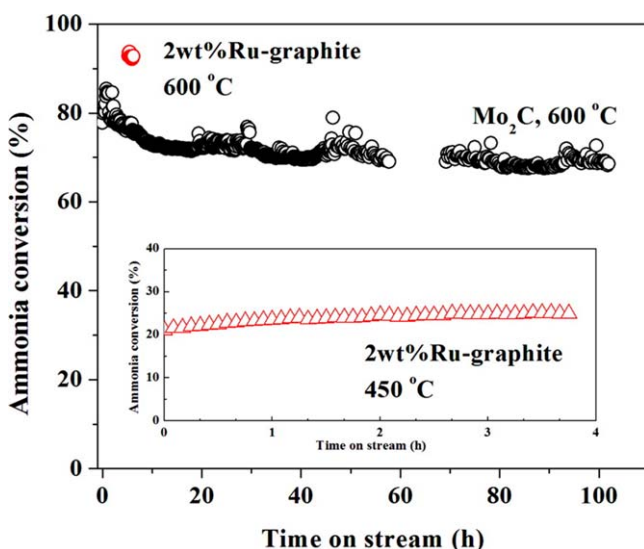 100
80
60
40
20
0
Ammonia conversion (%)
2wt%Ru-graphite
600 °C
Mo₂C, 600 °C
40
30
20
10
0
Ammonia conversion (%)
2wt%Ru-graphite
450 °C
0 1 2 3 4
Time on stream (h)
0 20 40 60 80 100
Time on stream (h)